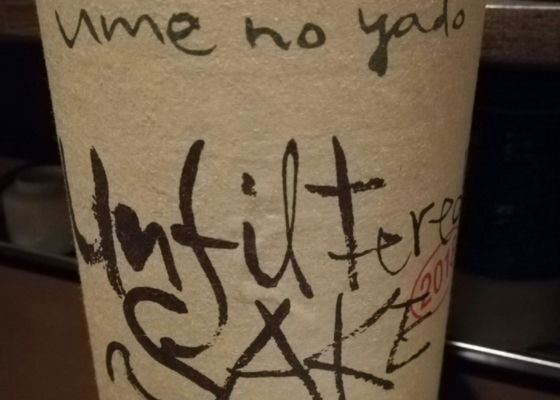 ume no yado
Unfiltered
SAKE